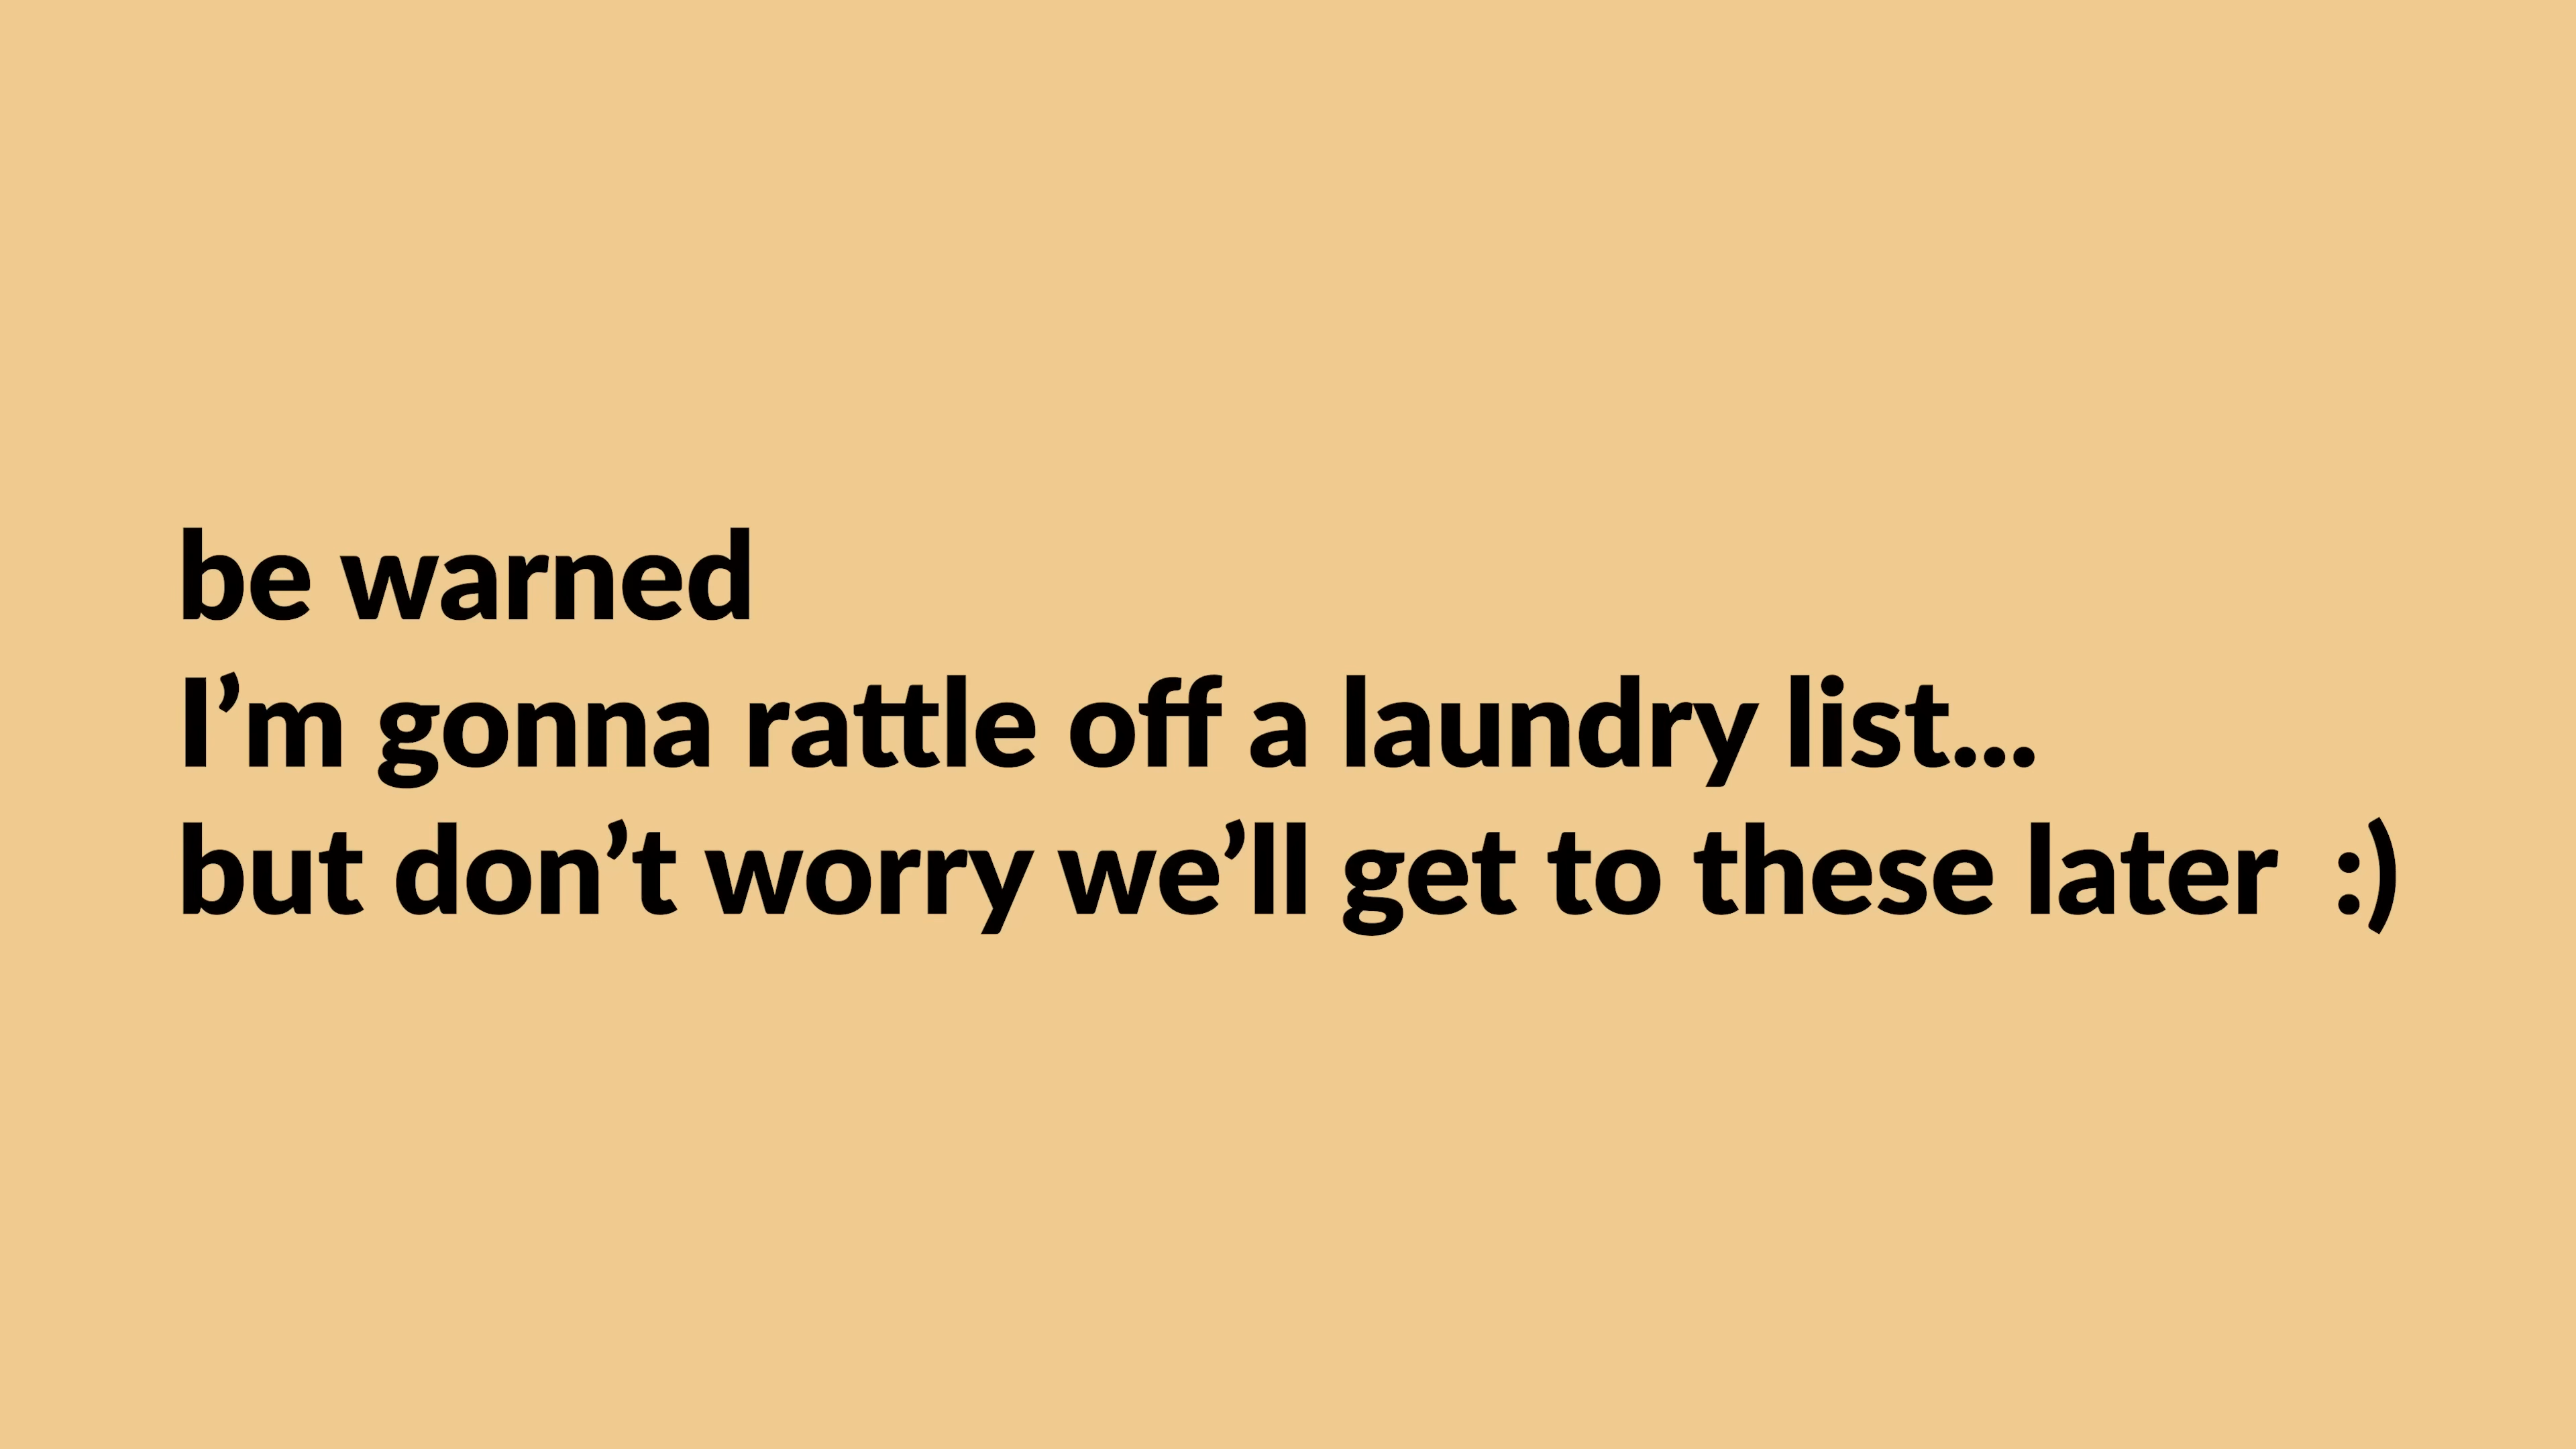 be warned
I’m gonna rattle off a laundry list...
but don’t worry we’ll get to these later  :)